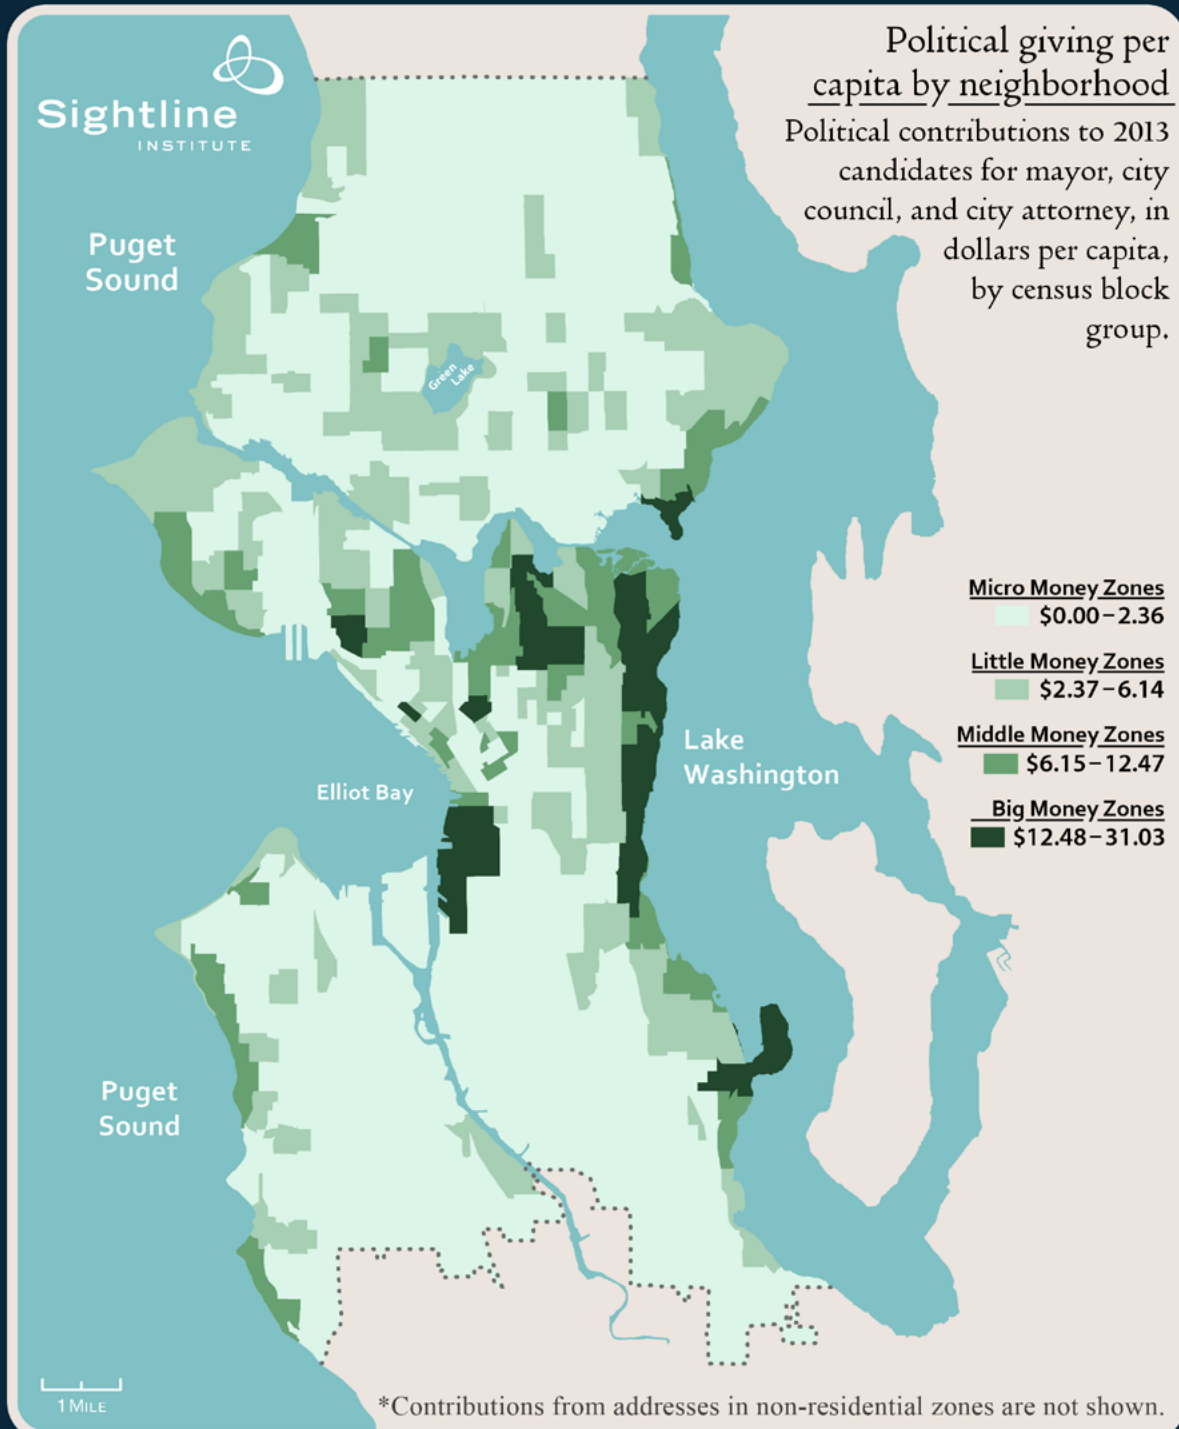 Sightline
INSTITUTE
Political giving per
capita by neighborhood
Political contributions to 2013
candidates for mayor, city
council, and city attorney, in
dollars per capita,
by census block
group.
Puget
Sound
Green
Lake
Micro Money Zones
$0.00–2.36
Little Money Zones
$2.37–6.14
Middle Money Zones
$6.15–12.47
Big Money Zones
$12.48–31.03
Lake
Washington
Elliot Bay
Puget
Sound
1 MILE
*Contributions from addresses in non-residential zones are not shown.